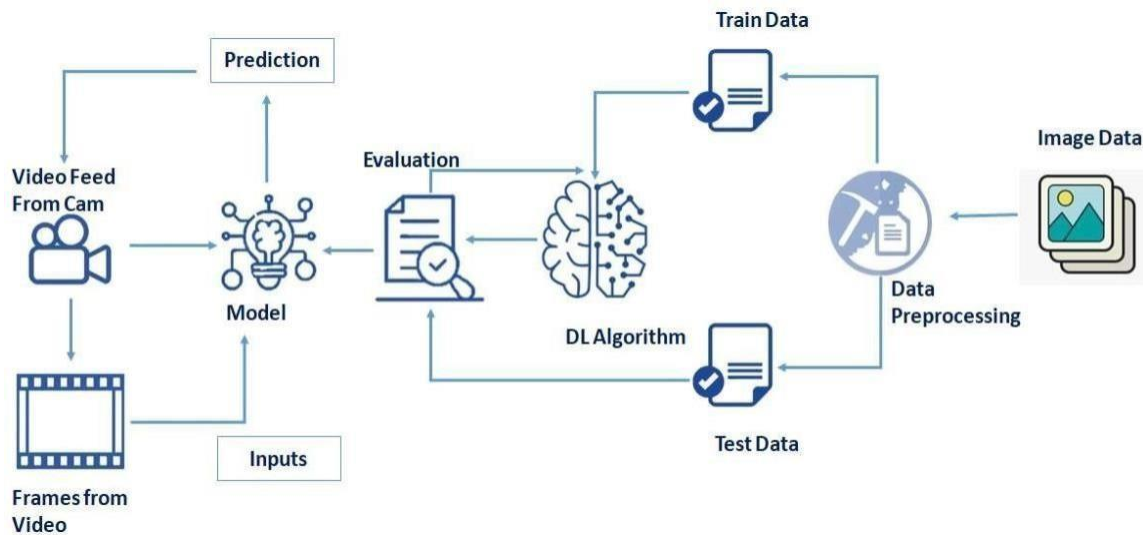 Train Data
Prediction
Image Data
Evaluation
Video Feed
From Cam
Data
Preprocessing
Model
DL Algorithm
Test Data
Inputs
Frames from
Video